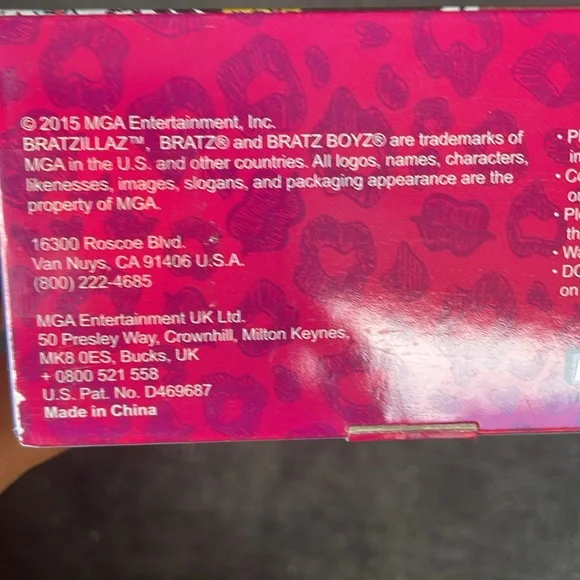 © 2015 MGA Entertainment, Inc.
BRATZILLAZ™, BRATZ® and BRATZ BOYZ® are trademarks of
MGA in the U.S. and other countries. All logos, names, characters,
likenesses, images, slogans, and packaging appearance are the
property of MGA.
16300 Roscoe Blvd.
Van Nuys, CA 91406 U.S.A.
(800) 222-4685
MGA Entertainment UK Ltd.
50 Presley Way, Crownhill, Milton Keynes,
MK8 0ES, Bucks, UK
+ 0800 521 558
U.S. Pat. No. D469687
Made in China